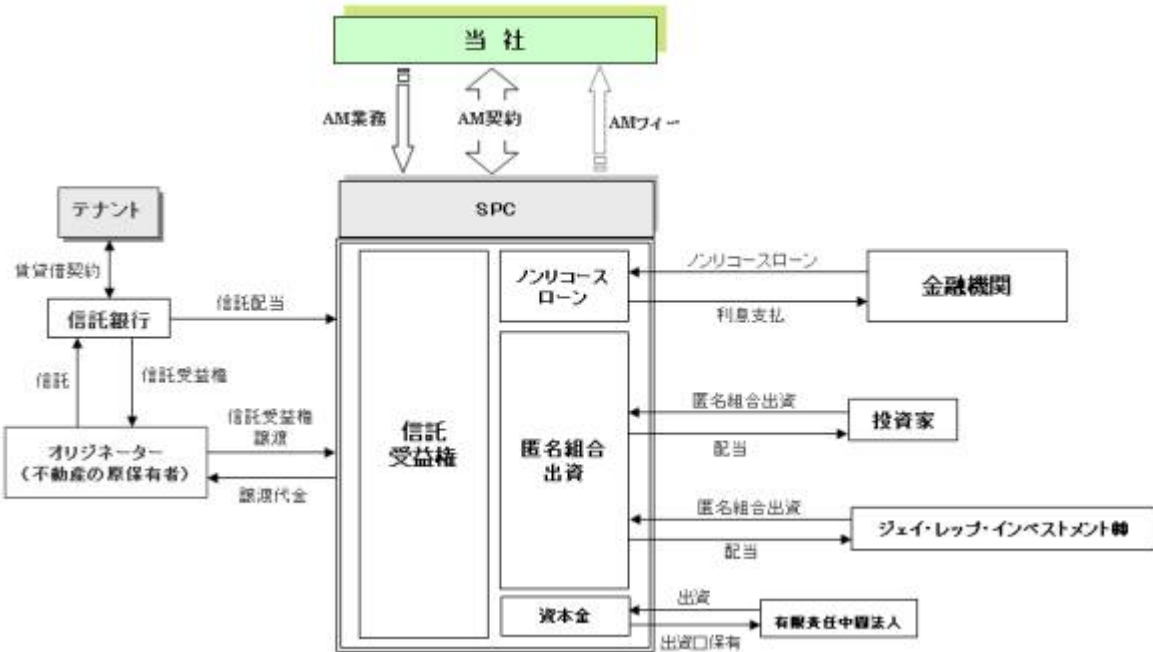 当 社
AM業務
AM契約
AMフィー
SPC
テナント
賃貸借契約
信託銀行
信託配当
信託
信託受益権
オリジネーター
(不動産の原保有者)
信託受益権
譲渡
譲渡代金
信託
受益権
ノンリコース
ローン
ノンリコースローン
利息支払
金融機関
匿名組合
出資
匿名組合出資
配当
投資家
匿名組合出資
配当
ジェイ・レップ・インベストメント㈱
資本金
出資
出資口保有
有限責任中間法人